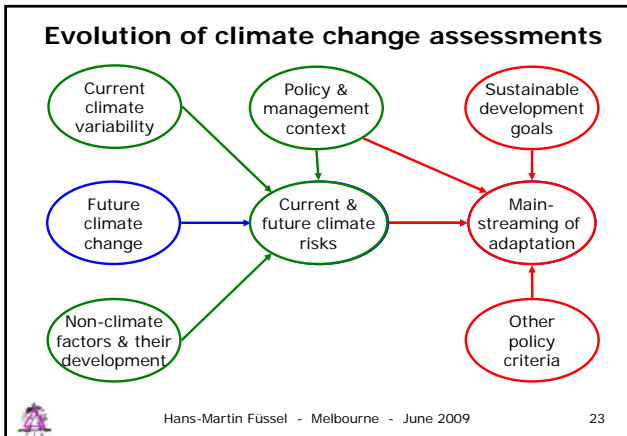 Evolution of climate change assessments
Current
climate
variability
Policy &
management
context
Sustainable
development
goals
Future
climate
change
Current &
future climate
risks
Main-
streaming of
adaptation
Non-climate
factors & their
development
Other
policy
criteria
Hans-Martin Füssel - Melbourne - June 2009
23